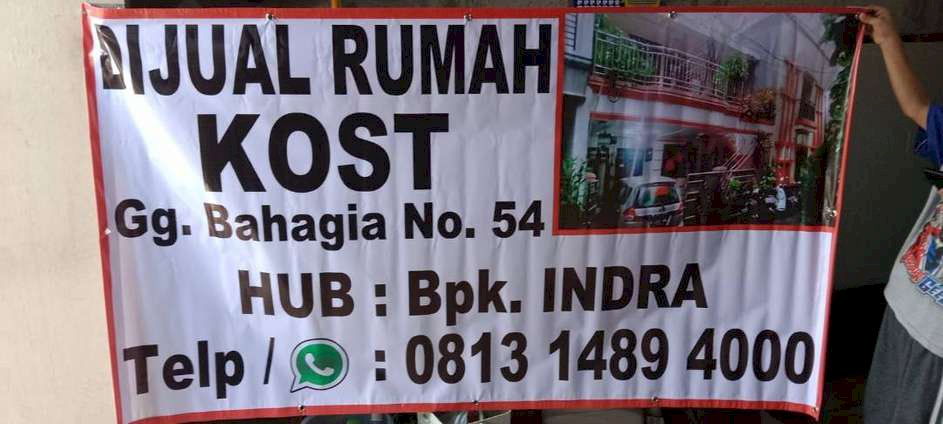 DIJUAL RUMAH
KOST
Gg. Bahagia No. 54
HUB : Bpk. INDRA
Telp / : 0813 1489 4000